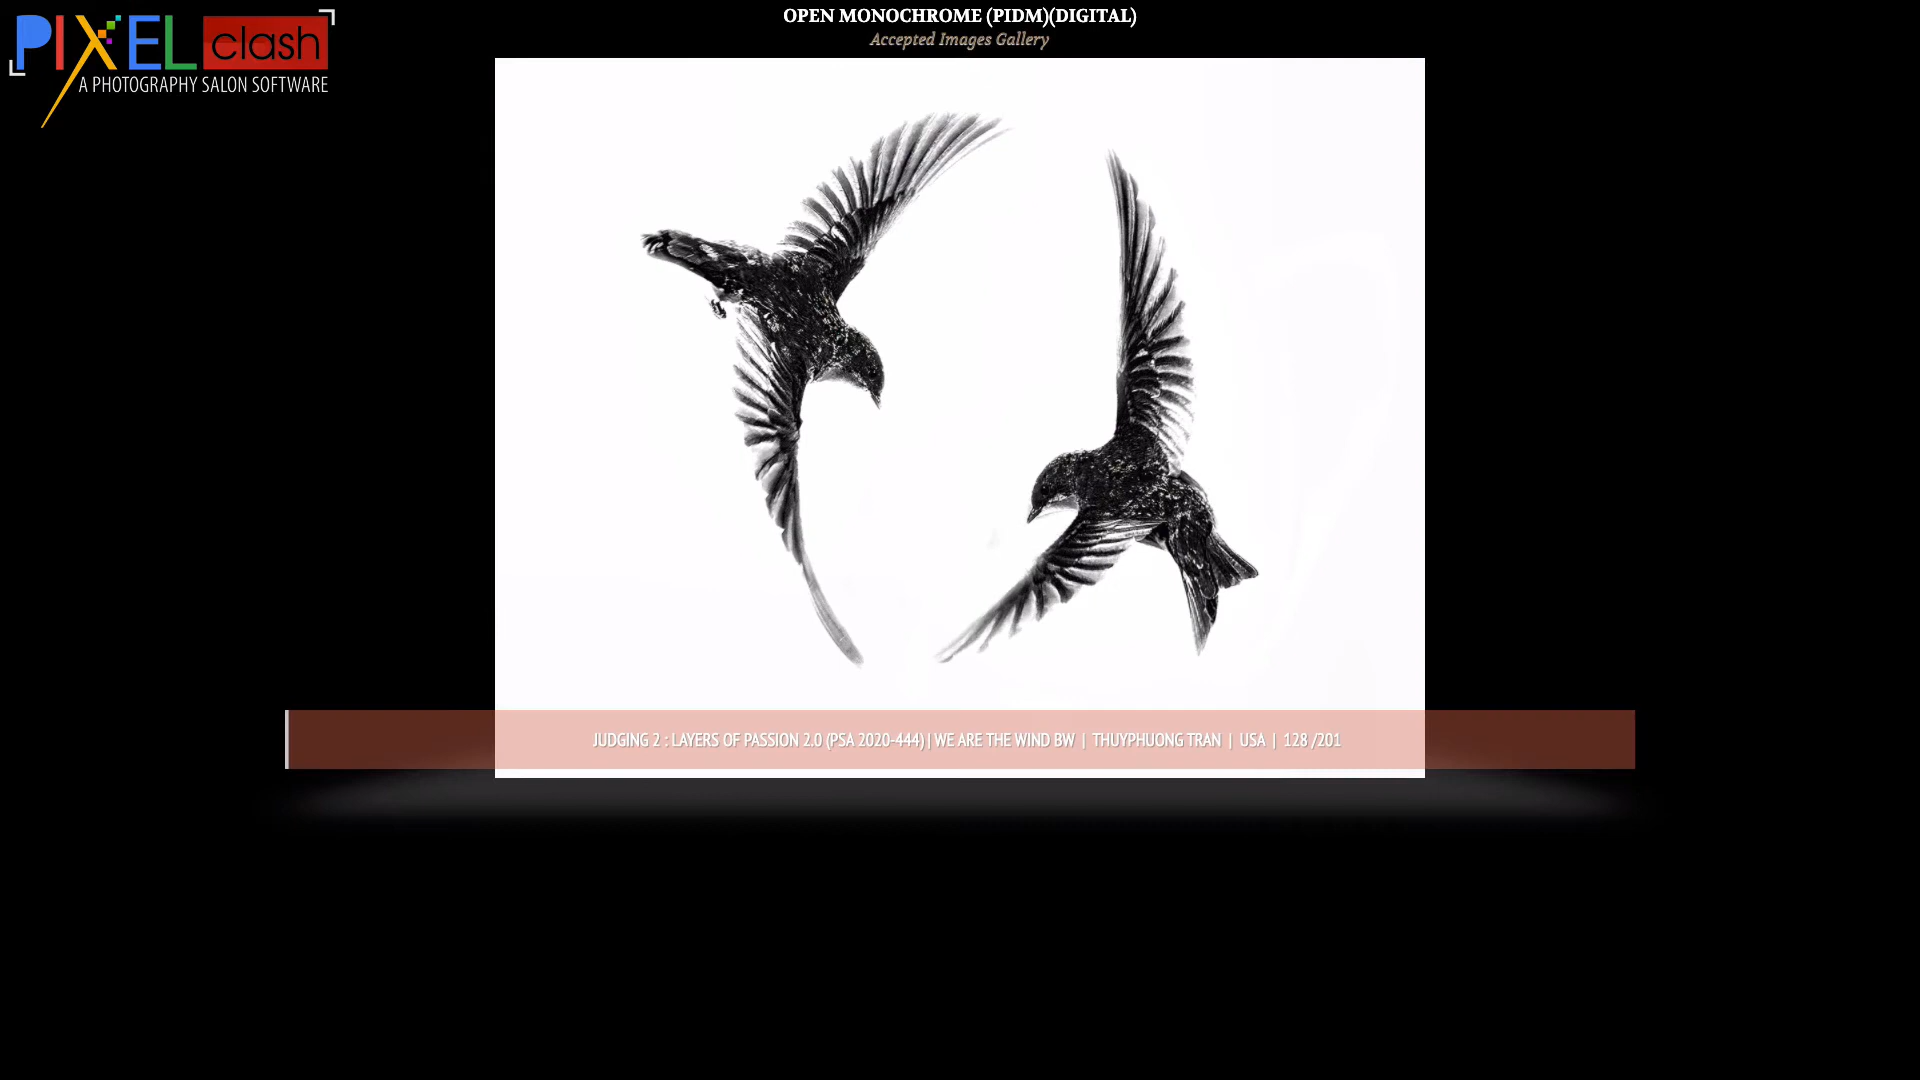 PIXEL clash
A PHOTOGRAPHY SALON SOFTWARE
OPEN MONOCHROME (PIDM)(DIGITAL)
Accepted Images Gallery
JUDGING 2 : LAYERS OF PASSION 2.0 (PSA 2020-444) | WE ARE THE WIND BW | THUYPHUONG TRAN | USA | 128 /201